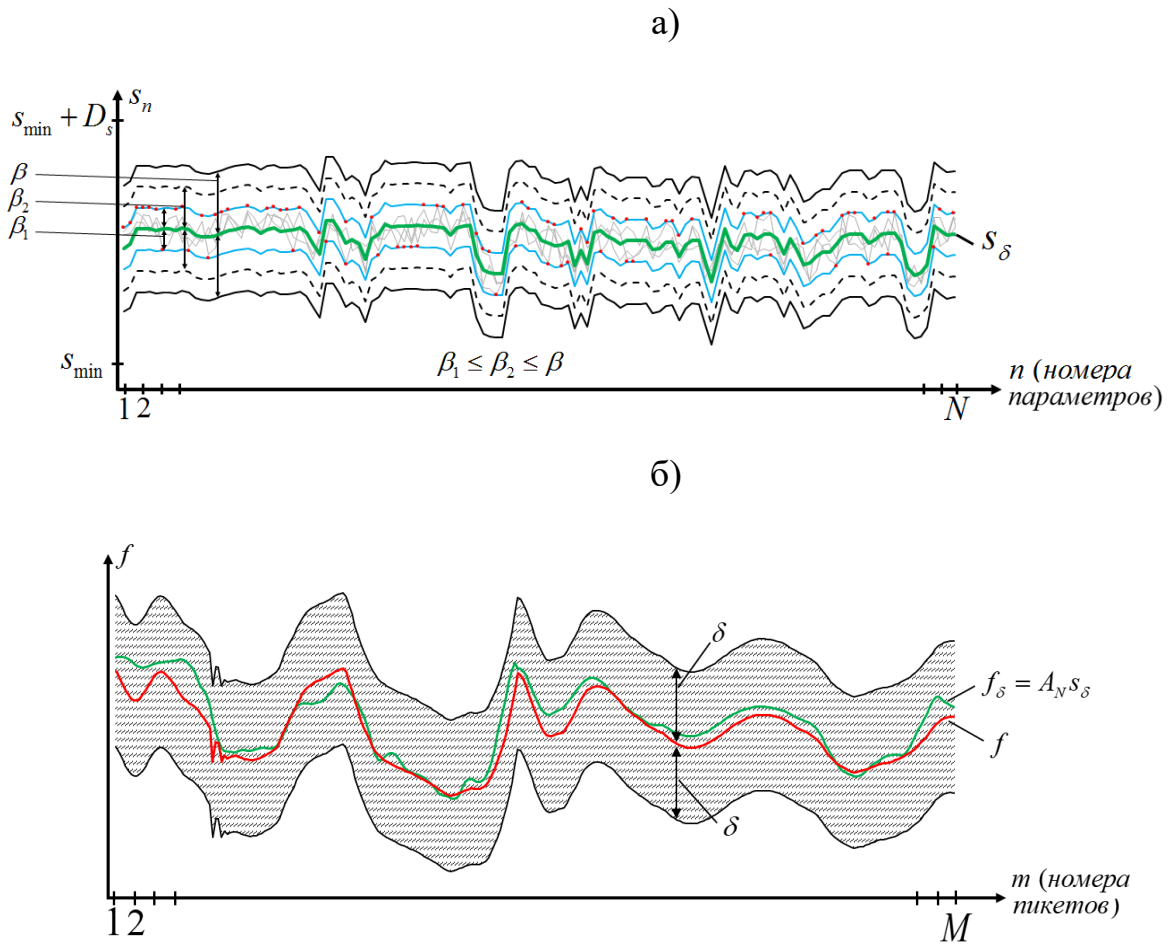 а)
s_n
s_min + D_s
β
β_2
β_1
s_δ
s_min
β_1 ≤ β_2 ≤ β
n (номера
параметров)
1 2
N
б)
f
δ
f_δ = A_N s_δ
f
δ
m (номера
пикетов)
1 2
M